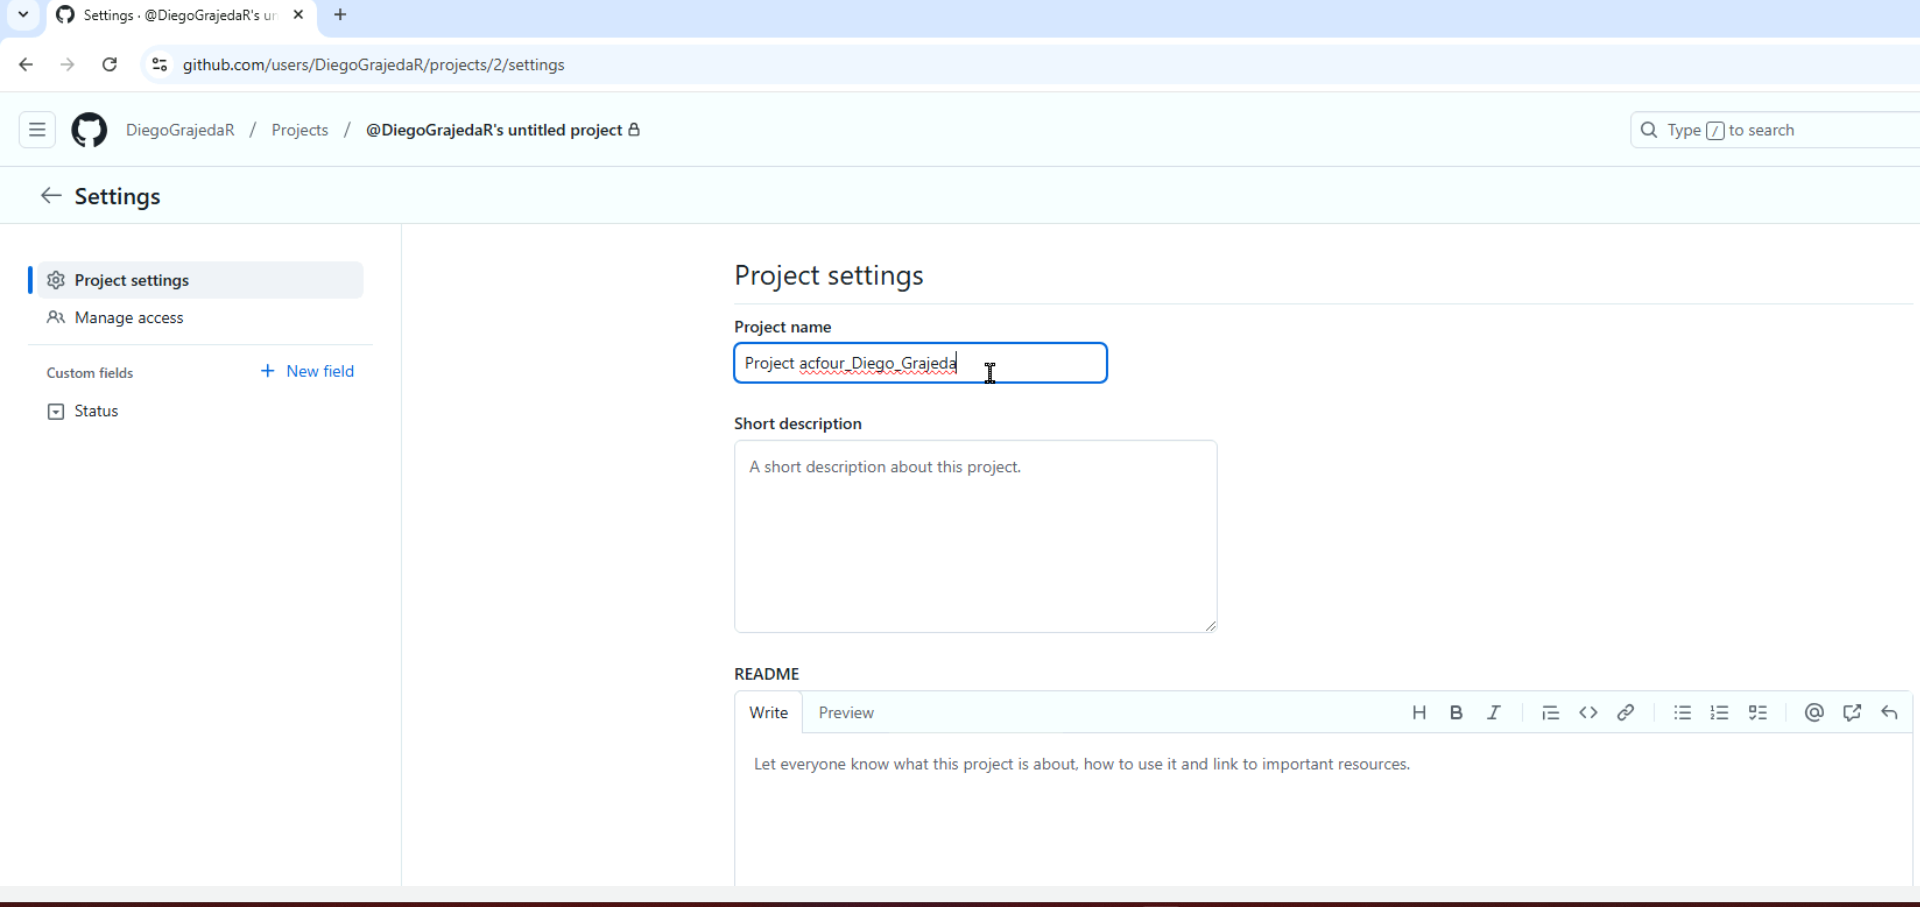 Settings · @DiegoGrajedaR's un
github.com/users/DiegoGrajedaR/projects/2/settings
DiegoGrajedaR / Projects / @DiegoGrajedaR's untitled project
Type / to search
Settings
Project settings
Manage access
Custom fields
New field
Status
Project settings
Project name
Project acfour_Diego_Grajeda
Short description
A short description about this project.
README
Write
Preview
H B I
Let everyone know what this project is about, how to use it and link to important resources.